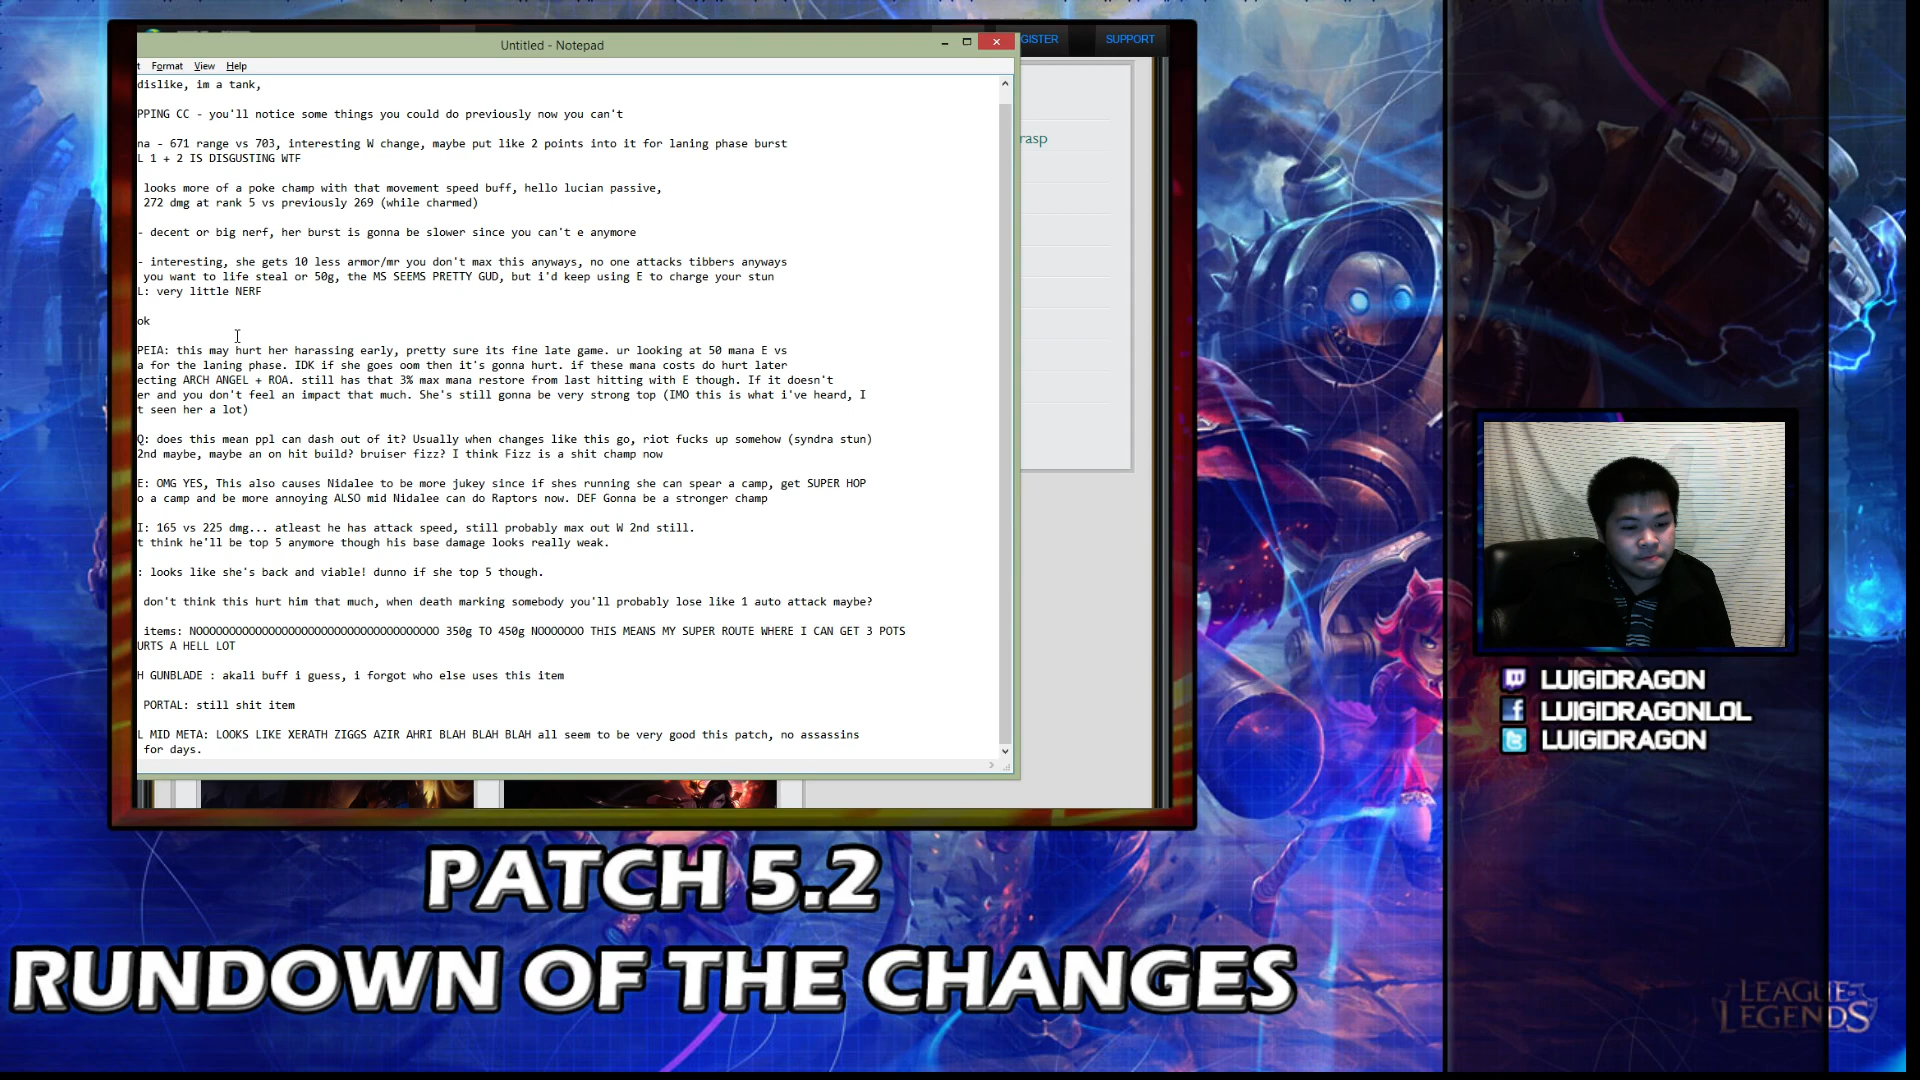 Untitled - Notepad
GISTER
SUPPORT
t Format View Help
dislike, im a tank,
PPING CC - you'll notice some things you could do previously now you can't
rasp
na - 671 range vs 703, interesting W change, maybe put like 2 points into it for laning phase burst
L 1 + 2 IS DISGUSTING WTF
looks more of a poke champ with that movement speed buff, hello lucian passive,
272 dmg at rank 5 vs previously 269 (while charmed)
- decent or big nerf, her burst is gonna be slower since you can't e anymore
- interesting, she gets 10 less armor/mr you don't max this anyways, no one attacks tibbers anyways
you want to life steal or 50g, the MS SEEMS PRETTY GUD, but i'd keep using E to charge your stun
L: very little NERF
ok
PEIA: this may hurt her harassing early, pretty sure its fine late game. ur looking at 50 mana E vs
a for the laning phase. IDK if she goes oom then it's gonna hurt. if these mana costs do hurt later
ecting ARCH ANGEL + ROA. still has that 3% max mana restore from last hitting with E though. If it doesn't
er and you don't feel an impact that much. She's still gonna be very strong top (IMO this is what i've heard, I
t seen her a lot)
Q: does this mean ppl can dash out of it? Usually when changes like this go, riot fucks up somehow (syndra stun)
2nd maybe, maybe an on hit build? bruiser fizz? I think Fizz is a shit champ now
E: OMG YES, This also causes Nidalee to be more jukey since if shes running she can spear a camp, get SUPER HOP
o a camp and be more annoying ALSO mid Nidalee can do Raptors now. DEF Gonna be a stronger champ
I: 165 vs 225 dmg... atleast he has attack speed, still probably max out W 2nd still.
t think he'll be top 5 anymore though his base damage looks really weak.
: looks like she's back and viable! dunno if she top 5 though.
don't think this hurt him that much, when death marking somebody you'll probably lose like 1 auto attack maybe?
items: NOOOOOOOOOOOOOOOOOOOOOOOOOOOOOOOOOOOOO 350g TO 450g NOOOOOOO THIS MEANS MY SUPER ROUTE WHERE I CAN GET 3 POTS
URTS A HELL LOT
H GUNBLADE : akali buff i guess, i forgot who else uses this item
PORTAL: still shit item
L MID META: LOOKS LIKE XERATH ZIGGS AZIR AHRI BLAH BLAH BLAH all seem to be very good this patch, no assassins
for days.
LUIGIDRAGON
LUIGIDRAGONLOL
LUIGIDRAGON
PATCH 5.2
RUNDOWN OF THE CHANGES
LEAGUE OF
LEGENDS